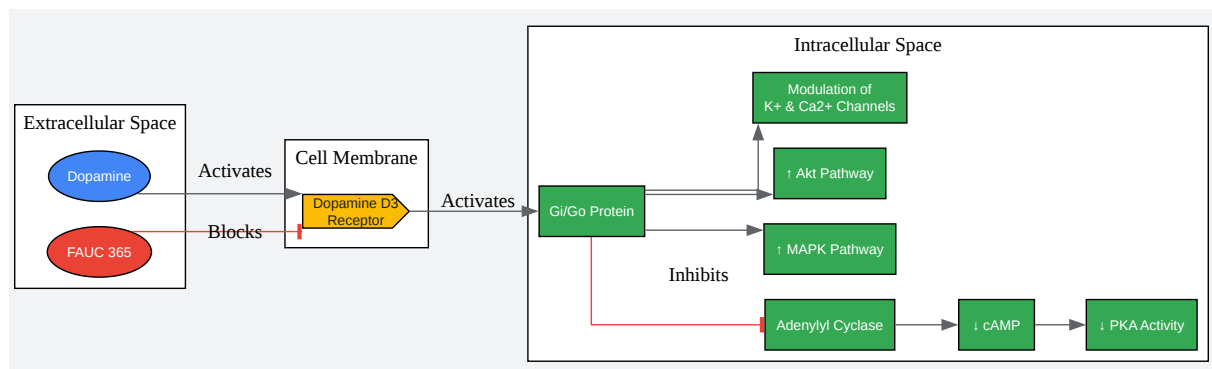 Intracellular Space
Modulation of
K+ & Ca2+ Channels
Extracellular Space
Cell Membrane
Dopamine
Activates
↑ Akt Pathway
Dopamine D3
Receptor
Activates
Gi/Go Protein
Blocks
FAUC 365
↑ MAPK Pathway
Inhibits
Adenylyl Cyclase
↓ cAMP
↓ PKA Activity